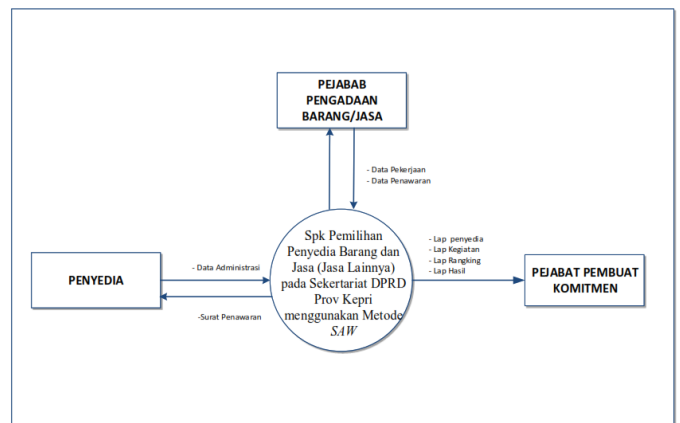 PEJABAB
PENGADAAN
BARANG/JASA
- Data Pekerjaan
- Data Penawaran
Spk Pemilihan
Penyedia Barang dan
Jasa (Jasa Lainnya)
pada Sekertariat DPRD
Prov Kepri
menggunakan Metode
SAW
PENYEDIA
- Data Administrasi
-Surat Penawaran
- Lap penyedia
- Lap Kegiatan
- Lap Rangking
- Lap Hasil
PEJABAT PEMBUAT
KOMITMEN